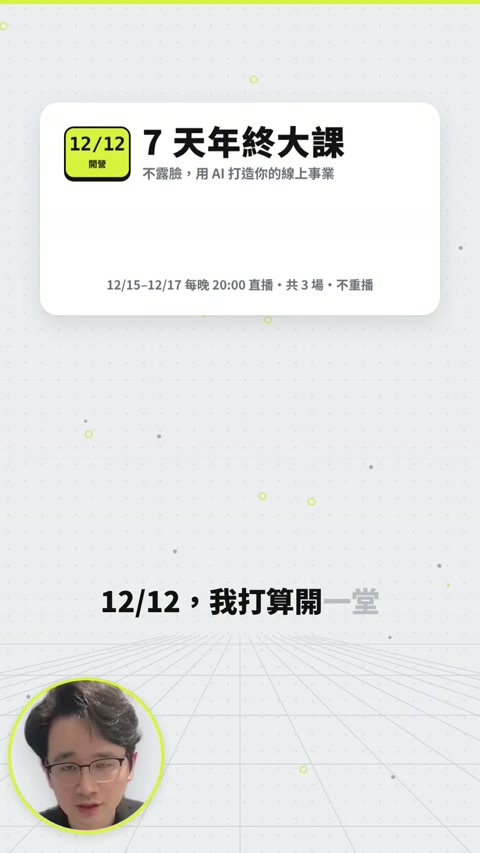 12/12
開營
7 天年終大課
不露臉，用 AI 打造你的線上事業
12/15–12/17 每晚 20:00 直播・共 3 場・不重播
12/12，我打算開一堂